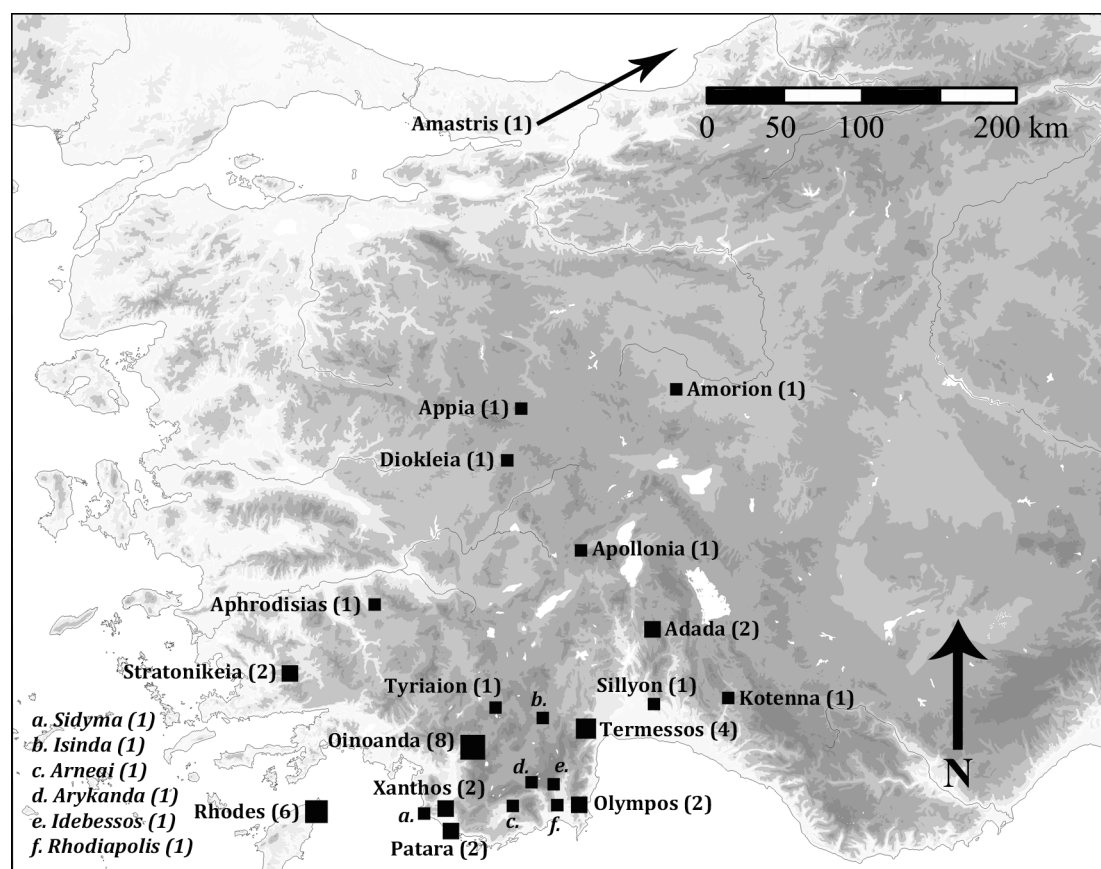 Amastris (1)
0 50 100 200 km
Amorion (1)
Appia (1)
Diokleia (1)
Apollonia (1)
Aphrodisias (1)
Adada (2)
Stratonikeia (2)
Tyriaion (1)
b.
Sillyon (1)
Kotenna (1)
Termessos (4)
Oinoanda (8)
a. Sidyma (1)
b. Isinda (1)
c. Arneai (1)
d. Arykanda (1)
e. Idebessos (1)
f. Rhodiapolis (1)
N
d.
e.
Xanthos (2)
Rhodes (6)
a.
c.
f.
Olympos (2)
Patara (2)